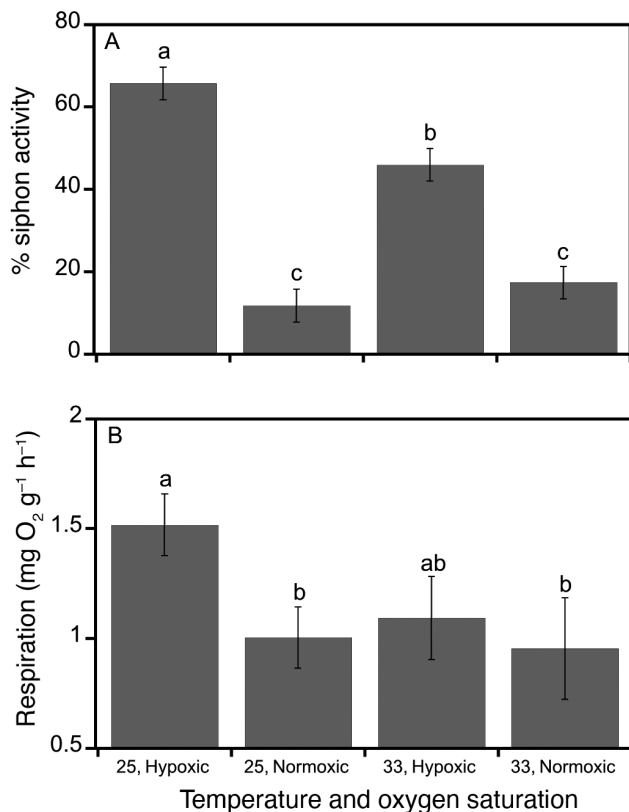 80
A
a
60
b
40
% siphon activity
20
c
c
0
2
B
a
1.5
ab
b
b
Respiration (mg O₂ g⁻¹ h⁻¹)
1
0.5
25, Hypoxic 25, Normoxic 33, Hypoxic 33, Normoxic
Temperature and oxygen saturation